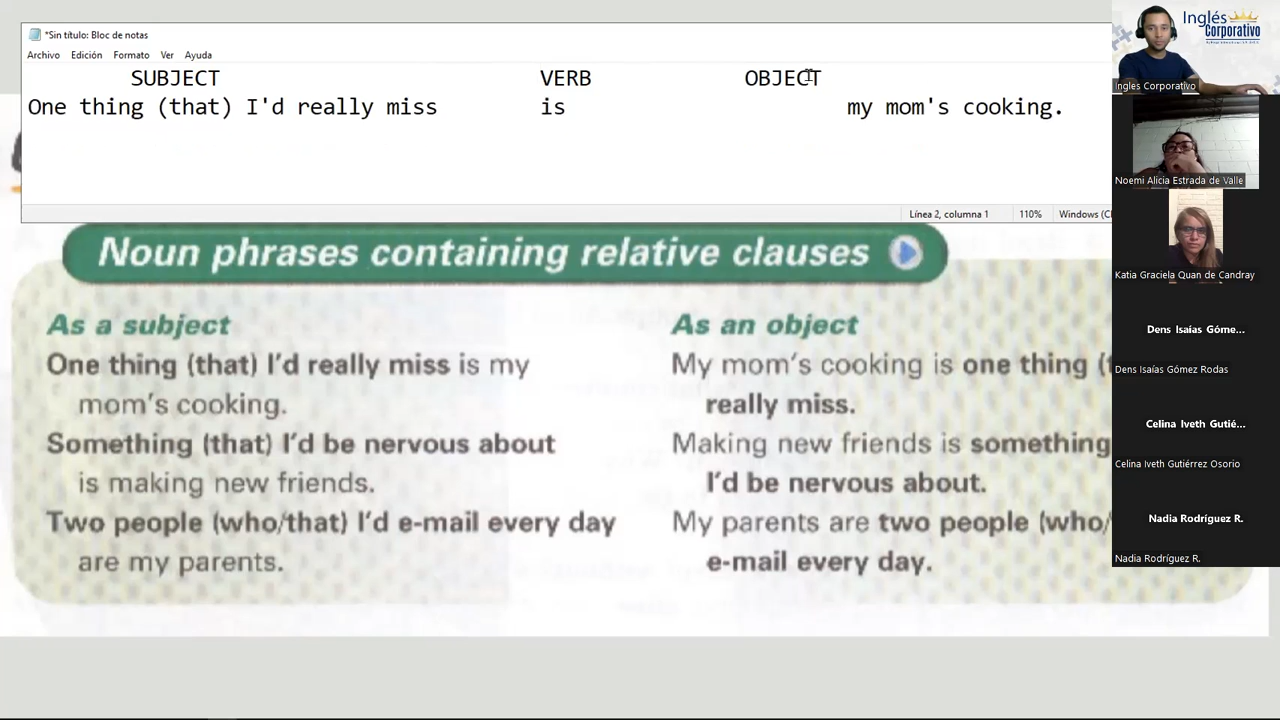 *Sin título: Bloc de notas
Archivo Edición Formato Ver Ayuda
SUBJECT VERB OBJECT
One thing (that) I'd really miss is my mom's cooking.
Línea 2, columna 1 110% Windows (C
Noun phrases containing relative clauses
As a subject
One thing (that) I'd really miss is my
mom's cooking.
Something (that) I'd be nervous about
is making new friends.
Two people (who/that) I'd e-mail every day
are my parents.
As an object
My mom's cooking is one thing (t
really miss.
Making new friends is something
I'd be nervous about.
My parents are two people (who/
e-mail every day.
Inglés
Corporativo
Ingles Corporativo
Noemi Alicia Estrada de Valle
Katia Graciela Quan de Candray
Dens Isaías Góme...
Dens Isaías Gómez Rodas
Celina Iveth Gutié...
Celina Iveth Gutiérrez Osorio
Nadia Rodríguez R.
Nadia Rodríguez R.